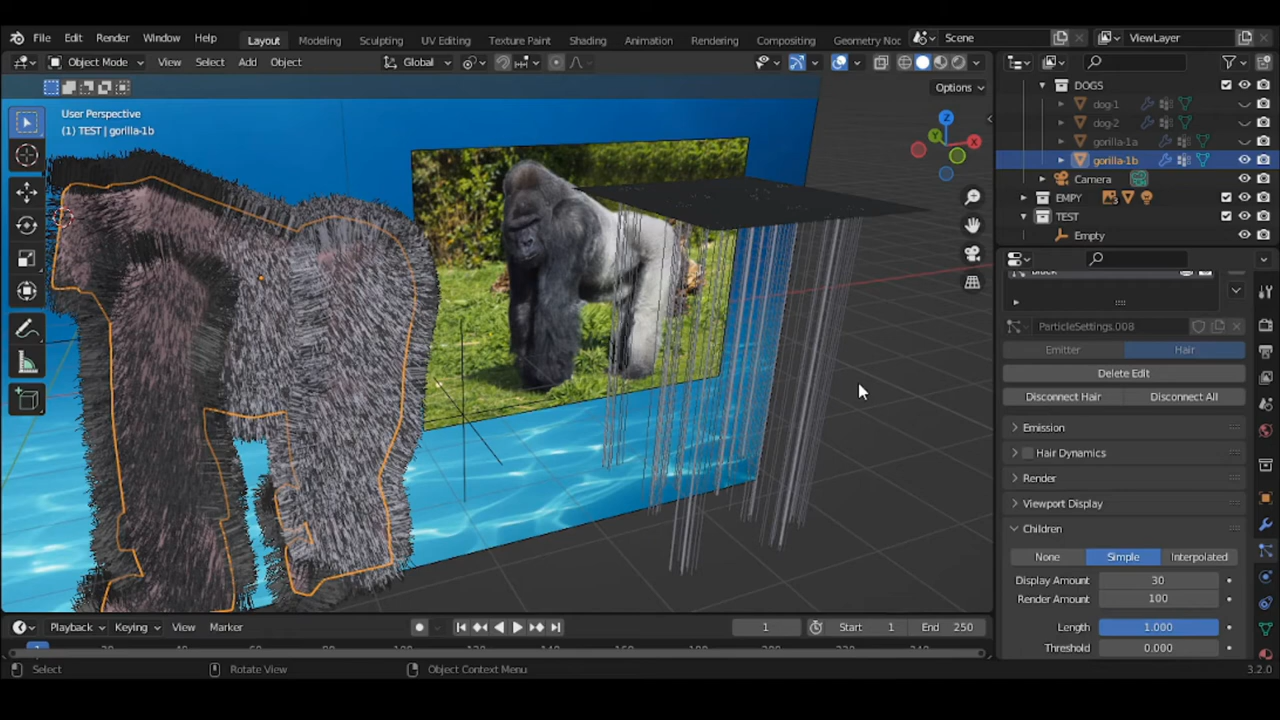 File Edit Render Window Help Layout Modeling Sculpting UV Editing Texture Paint Shading Animation Rendering Compositing Geometry Noc Scene ViewLayer
Object Mode View Select Add Object Global
Options
User Perspective
(1) TEST | gorilla-1b
X
Y
Z
DOGS
dog-1
dog-2
gorilla-1a
gorilla-1b
Camera
EMPY
TEST
Empty
ParticleSettings.008
Emitter Hair
Delete Edit
Disconnect Hair Disconnect All
Emission
Hair Dynamics
Render
Viewport Display
Children
None Simple Interpolated
Display Amount 30
Render Amount 100
Length 1.000
Threshold 0.000
Playback Keying View Marker 1 Start 1 End 250
Select Rotate View Object Context Menu 3.2.0